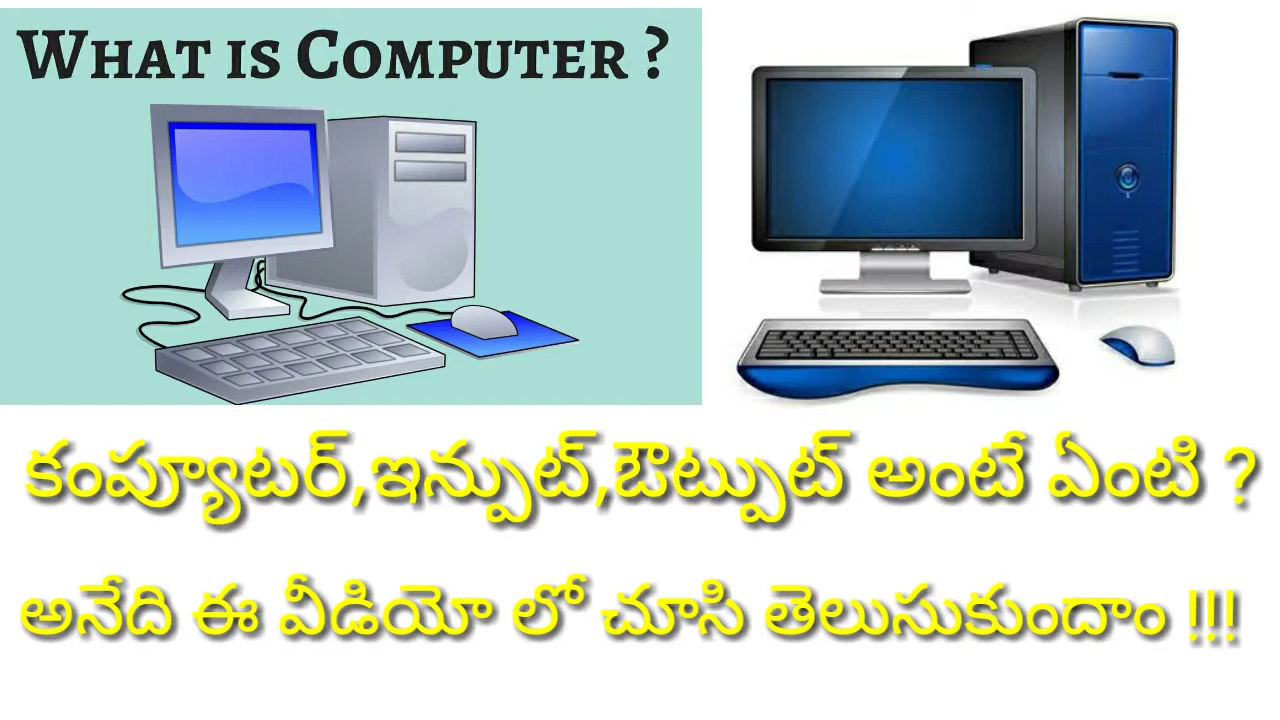 What is Computer ?
కంప్యూటర్,ఇన్పుట్,ఔట్పుట్ అంటే ఏంటి ?
అనేది ఈ వీడియో లో చూసి తెలుసుకుందాం !!!